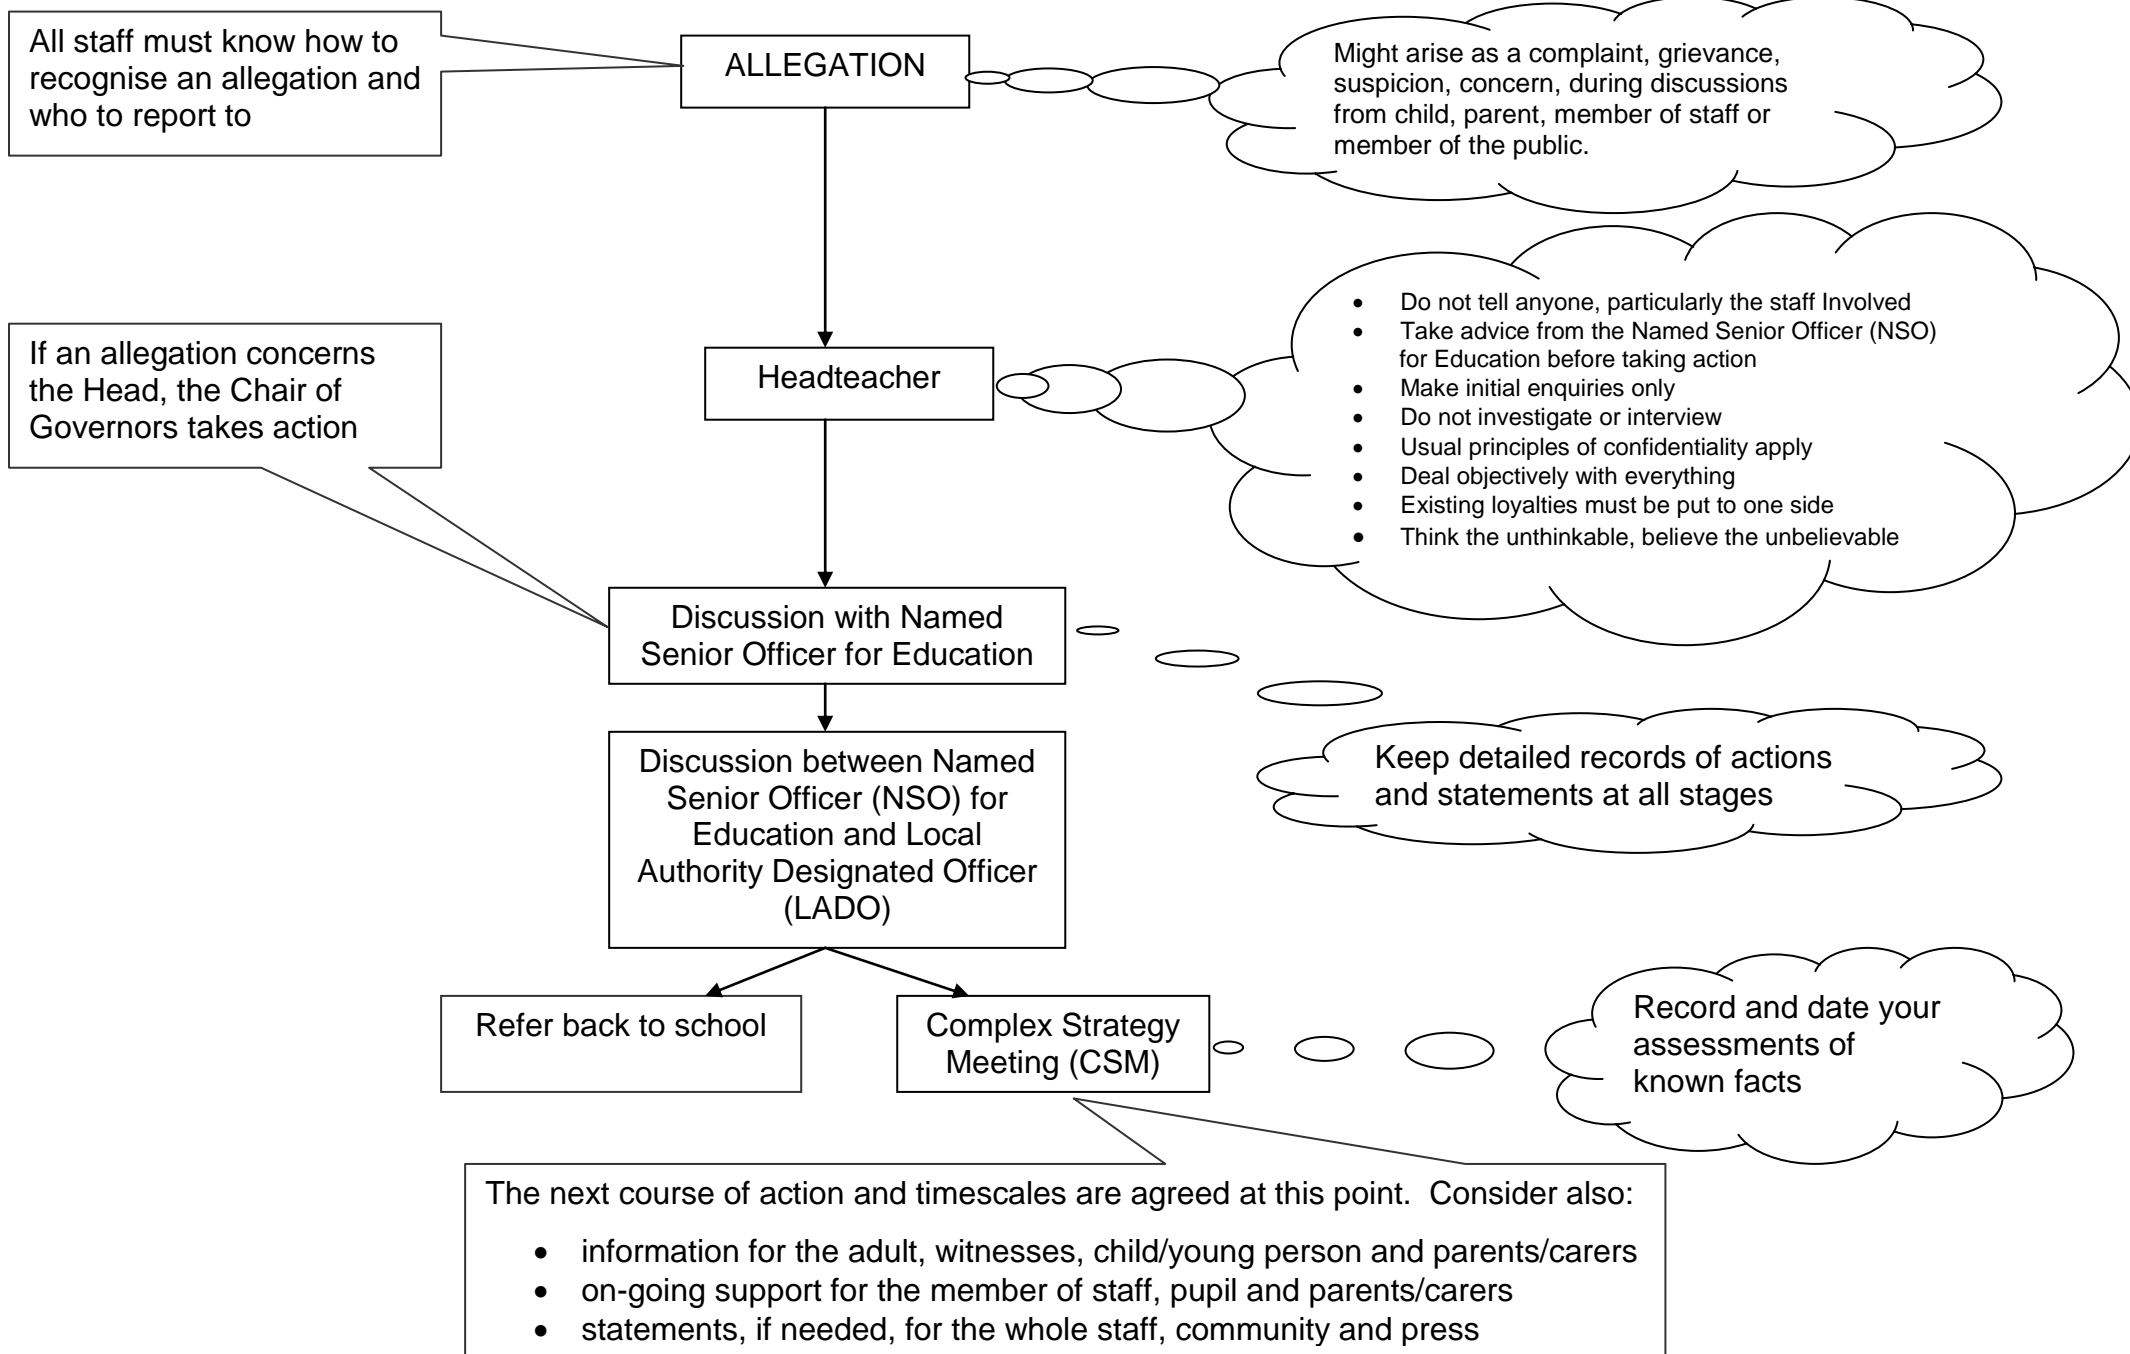 All staff must know how to
recognise an allegation and
who to report to
ALLEGATION
Might arise as a complaint, grievance,
suspicion, concern, during discussions
from child, parent, member of staff or
member of the public.
If an allegation concerns
the Head, the Chair of
Governors takes action
Headteacher
• Do not tell anyone, particularly the staff Involved
• Take advice from the Named Senior Officer (NSO)
for Education before taking action
• Make initial enquiries only
• Do not investigate or interview
• Usual principles of confidentiality apply
• Deal objectively with everything
• Existing loyalties must be put to one side
• Think the unthinkable, believe the unbelievable
Discussion with Named
Senior Officer for Education
Keep detailed records of actions
and statements at all stages
Discussion between Named
Senior Officer (NSO) for
Education and Local
Authority Designated Officer
(LADO)
Refer back to school
Complex Strategy
Meeting (CSM)
Record and date your
assessments of
known facts
The next course of action and timescales are agreed at this point.  Consider also:
• information for the adult, witnesses, child/young person and parents/carers
• on-going support for the member of staff, pupil and parents/carers
• statements, if needed, for the whole staff, community and press